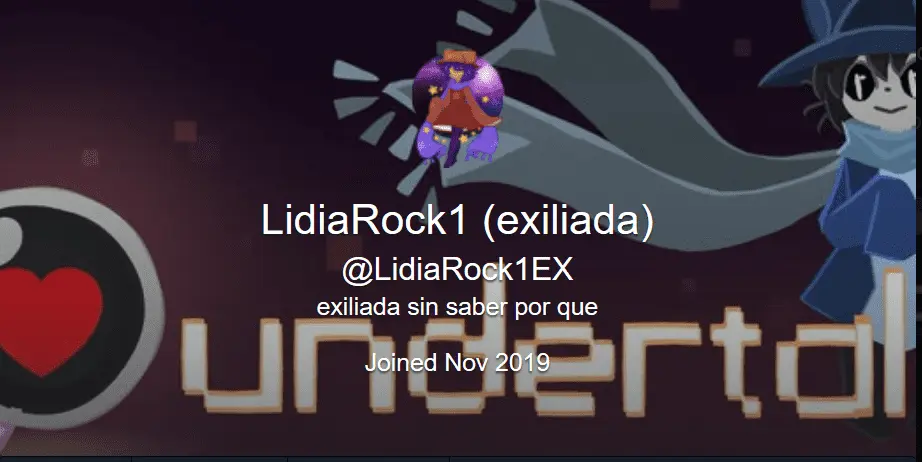 LidiaRock1 (exiliada)
@LidiaRock1EX
exiliada sin saber por que
Joined Nov 2019
undertal